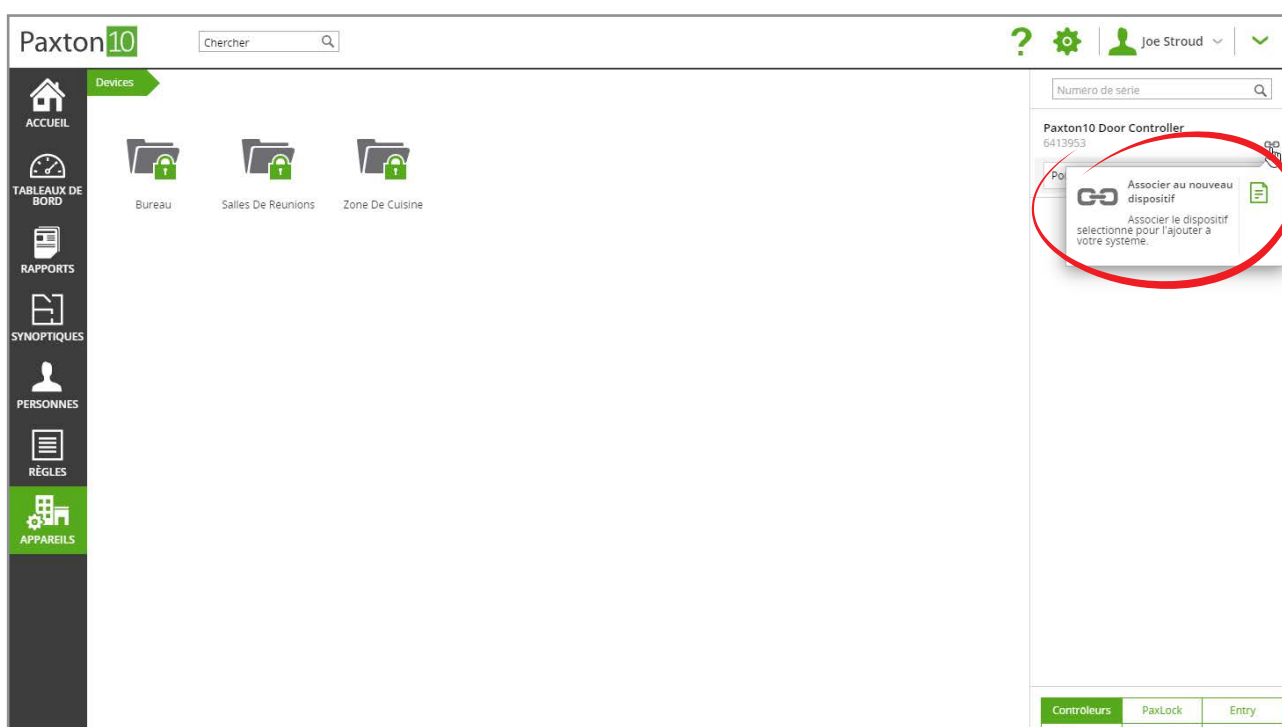 Paxton10
Chercher
Joe Stroud
ACCUEIL
TABLEAUX DE
BORD
RAPPORTS
SYNOPTIQUES
PERSONNES
RÈGLES
APPAREILS
Devices
Bureau
Salles De Reunions
Zone De Cuisine
Numéro de série
Paxton10 Door Controller
6413953
Associer au nouveau
dispositif
Associer le dispositif
selectionné pour l'ajouter à
votre système.
Contrôleurs
PaxLock
Entry